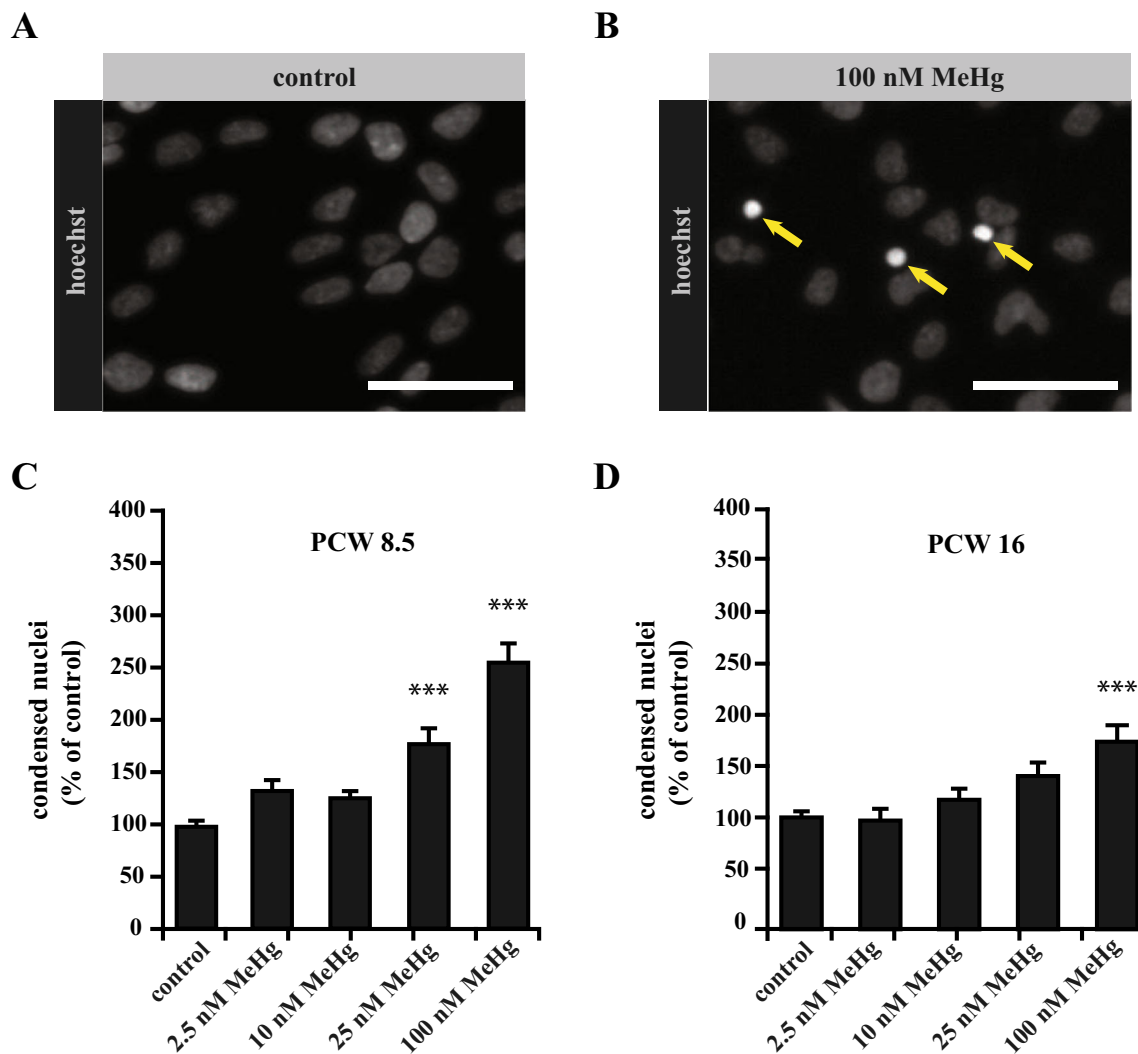 A
control
hoechst
B
100 nM MeHg
hoechst
C
PCW 8.5
condensed nuclei
(% of control)
400
350
300
250
200
150
100
50
0
***
***
control
2.5 nM MeHg
10 nM MeHg
25 nM MeHg
100 nM MeHg
D
PCW 16
condensed nuclei
(% of control)
400
350
300
250
200
150
100
50
0
***
control
2.5 nM MeHg
10 nM MeHg
25 nM MeHg
100 nM MeHg